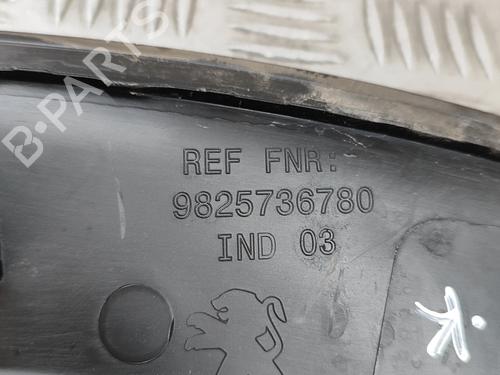 B-PARTS
REF FNR:
9825736780
IND 03